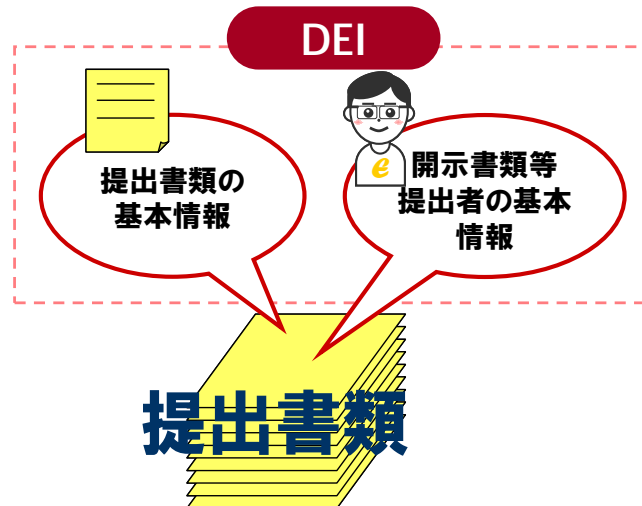 DEI
提出書類の
基本情報
e
開示書類等
提出者の基本
情報
提出書類